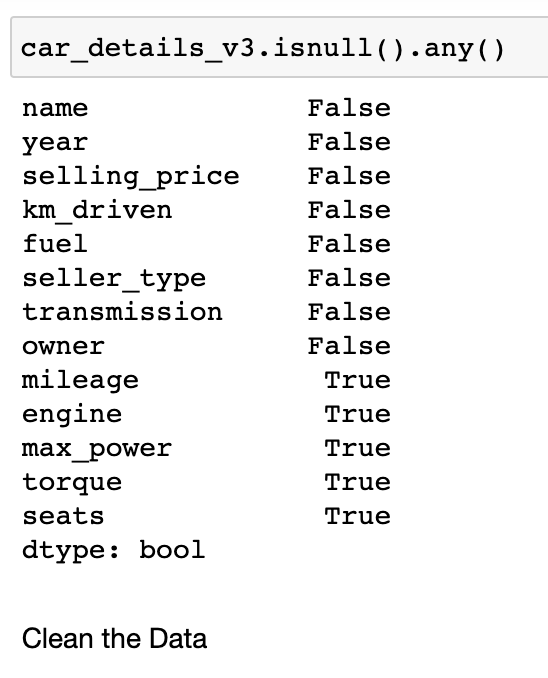 car_details_v3.isnull().any()
name False
year False
selling_price False
km_driven False
fuel False
seller_type False
transmission False
owner False
mileage True
engine True
max_power True
torque True
seats True
dtype: bool
Clean the Data